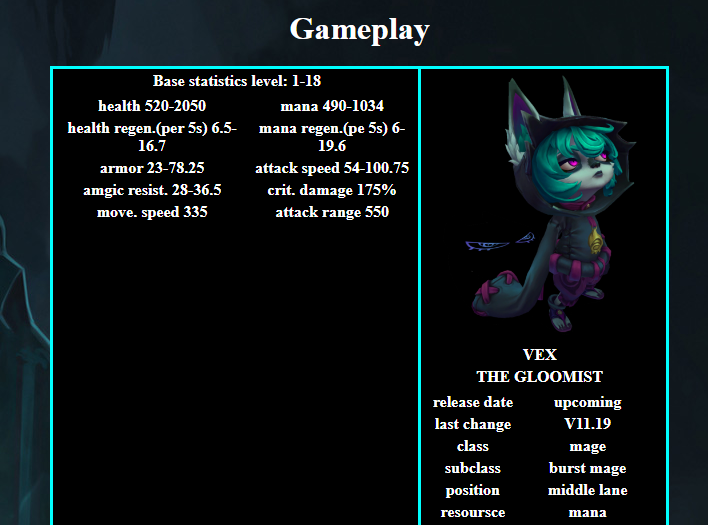 Gameplay
Base statistics level: 1-18
health 520-2050 mana 490-1034
health regen.(per 5s) 6.5- mana regen.(pe 5s) 6-
16.7 19.6
armor 23-78.25 attack speed 54-100.75
amgic resist. 28-36.5 crit. damage 175%
move. speed 335 attack range 550
VEX
THE GLOOMIST
release date upcoming
last change V11.19
class mage
subclass burst mage
position middle lane
resoursce mana